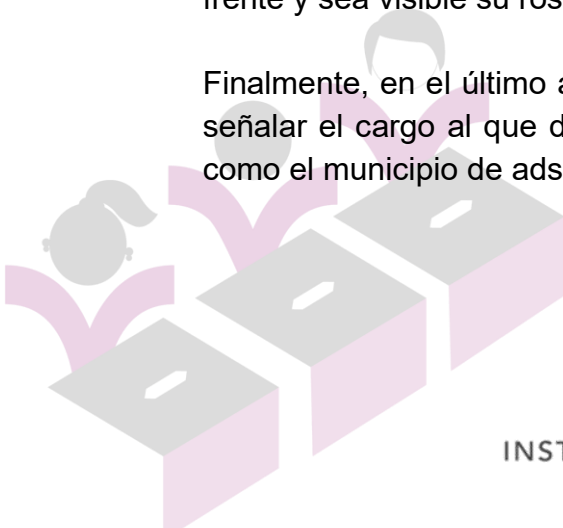 frente y sea visible su ros
Finalmente, en el último a
señalar el cargo al que d
como el municipio de ads
INST